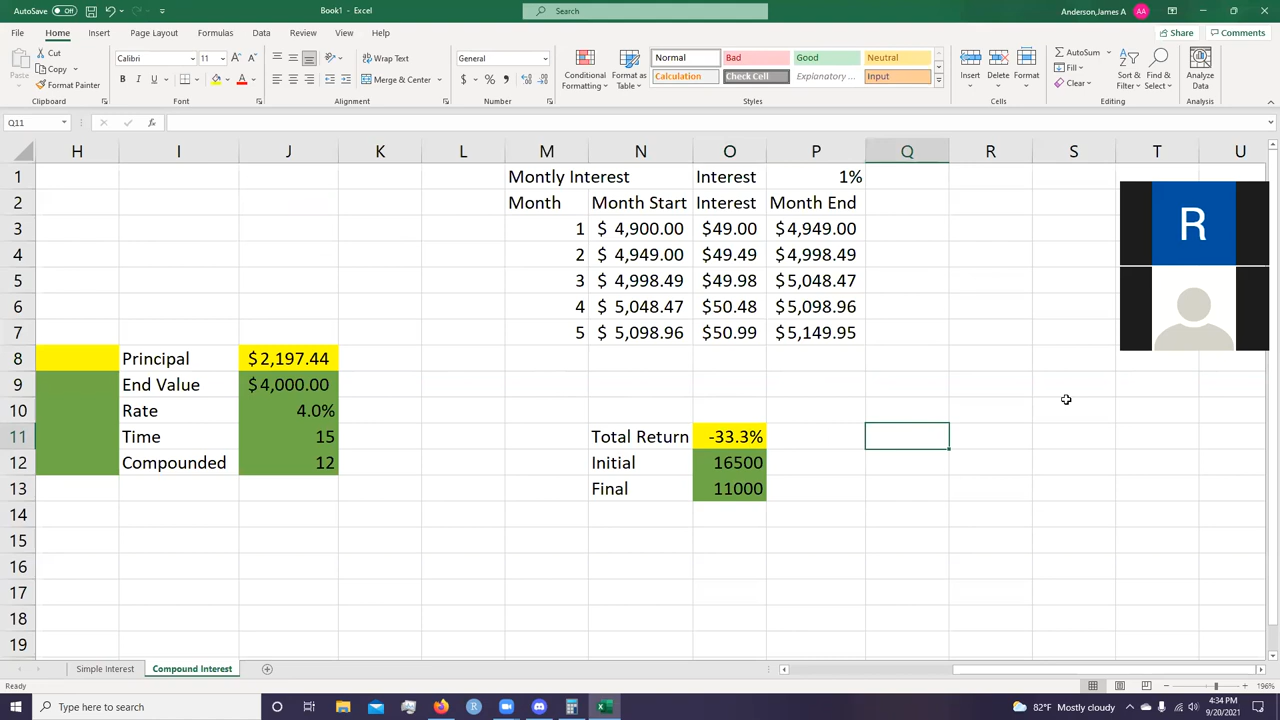 AutoSave Off Book1 - Excel Search Anderson,James A AA
File Home Insert Page Layout Formulas Data Review View Help Share Comments
Paste Cut Copy Format Painter Calibri 11 Wrap Text General Normal Bad Good Neutral AutoSum
B I U Merge & Center $ % Conditional Formatting Format as Table Calculation Check Cell Explanatory ... Input Insert Delete Format Fill Clear Sort & Filter Find & Select Analyze Data
Clipboard Font Alignment Number Styles Cells Editing Analysis
Q11 fx
H I J K L M N O P Q R S T U
1 Montly Interest Interest 1%
2 Month Month Start Interest Month End
3 1 $ 4,900.00 $49.00 $4,949.00
4 2 $ 4,949.00 $49.49 $4,998.49
5 3 $ 4,998.49 $49.98 $5,048.47
6 4 $ 5,048.47 $50.48 $5,098.96
7 5 $ 5,098.96 $50.99 $5,149.95
8 Principal $2,197.44
9 End Value $4,000.00
10 Rate 4.0%
11 Time 15 Total Return -33.3%
12 Compounded 12 Initial 16500
13 Final 11000
14
15
16
17
18
19
R
Simple Interest Compound Interest
Ready 196%
Type here to search 82°F Mostly cloudy 4:34 PM
9/20/2021